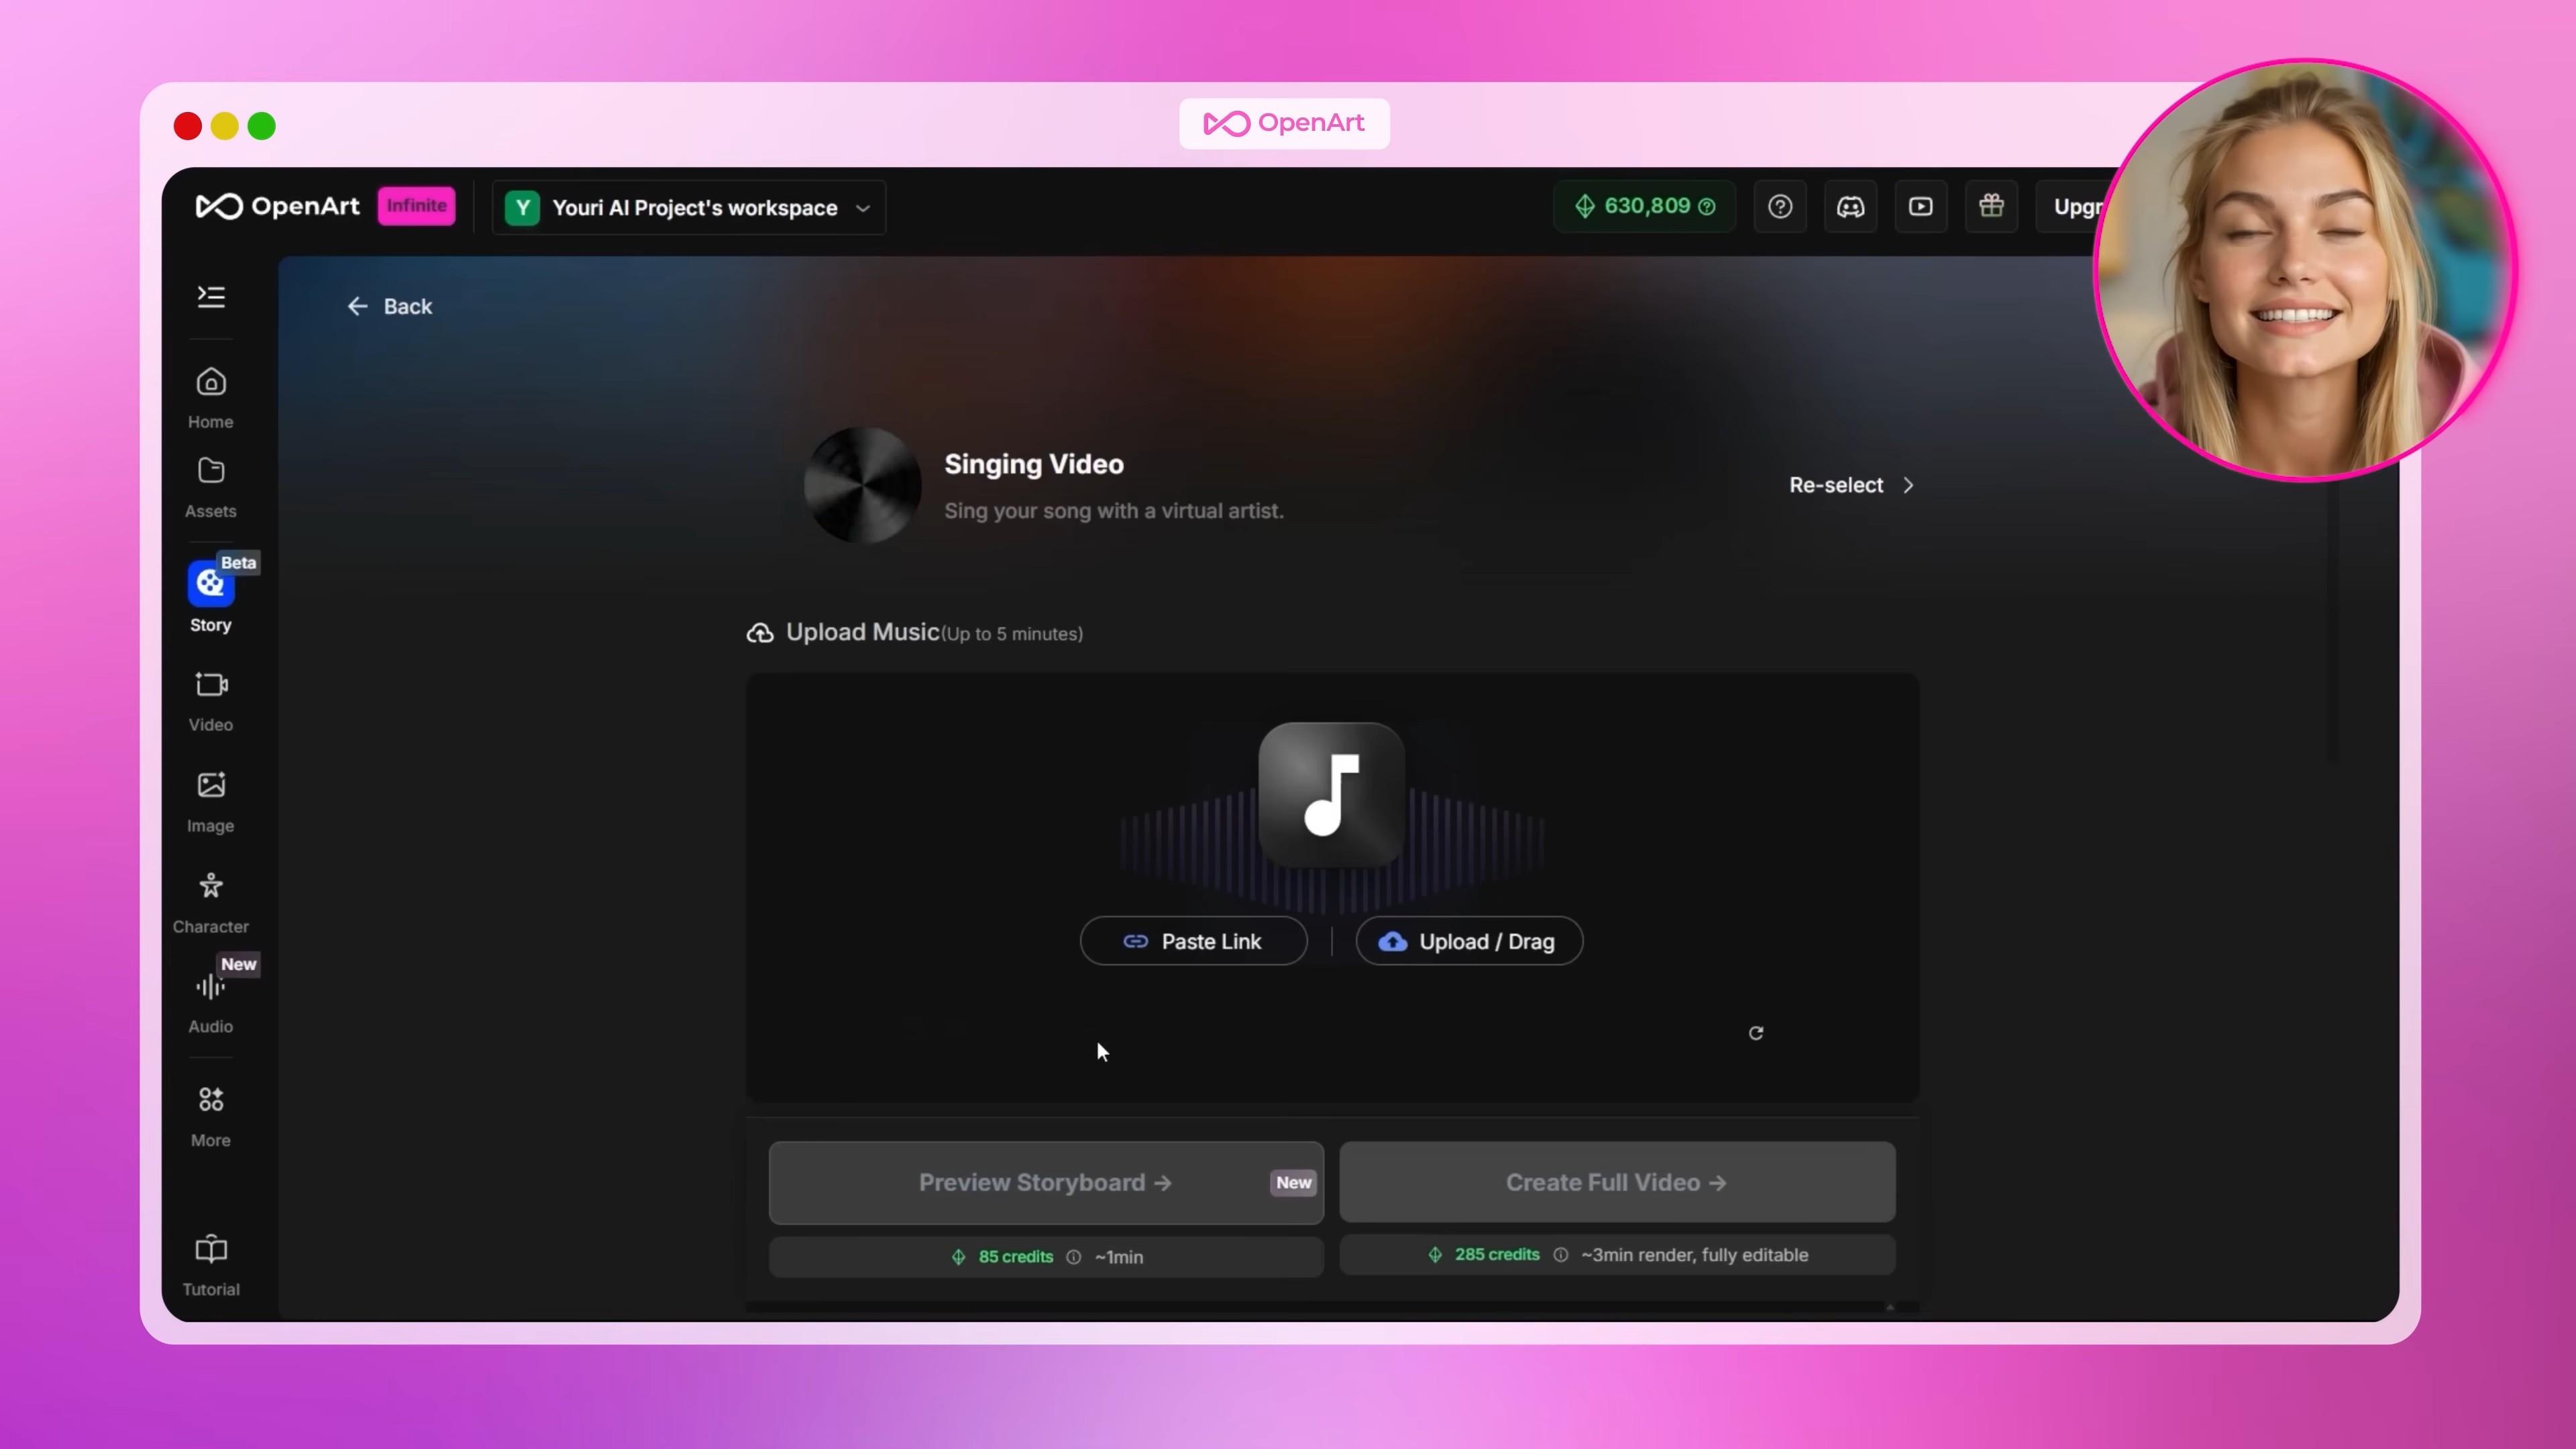 OpenArt
OpenArt Infinite
Y Youri AI Project's workspace
630,809
Upgr
Back
Home
Assets
Beta
Story
Video
Image
Character
New
Audio
More
Tutorial
Singing Video
Sing your song with a virtual artist.
Re-select
Upload Music(Up to 5 minutes)
Paste Link
Upload / Drag
Preview Storyboard → New
Create Full Video →
85 credits ~1min
285 credits ~3min render, fully editable